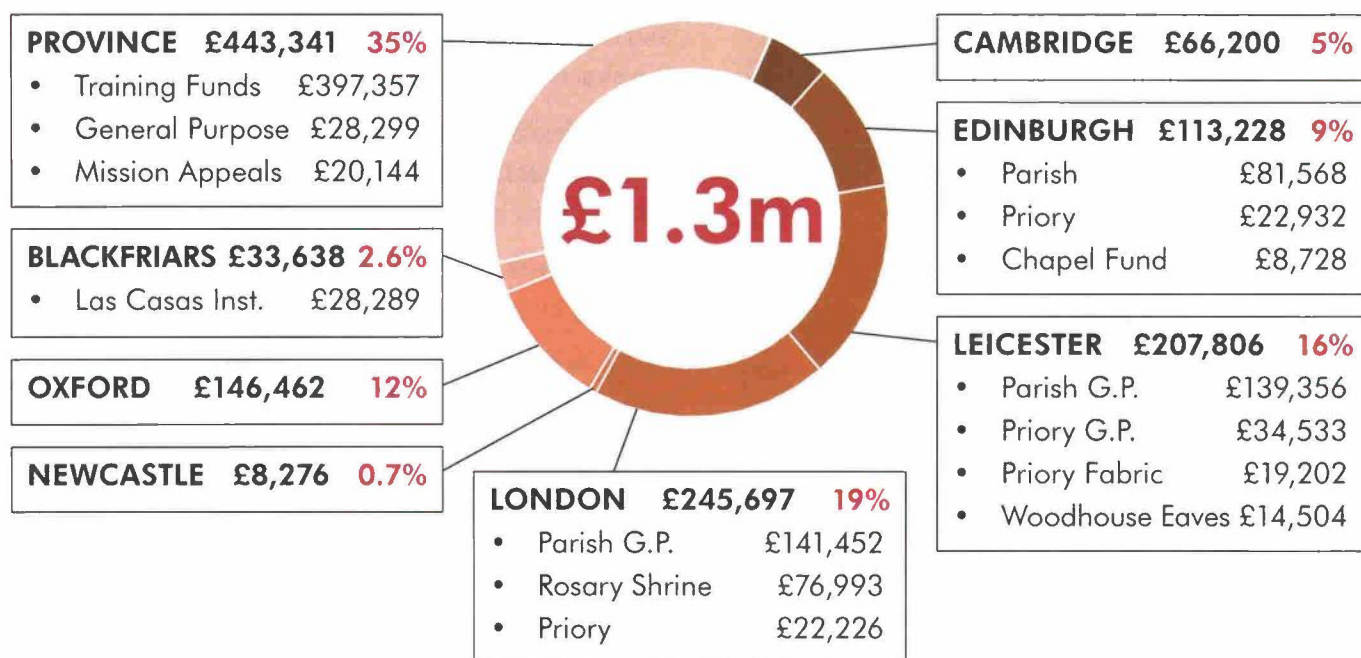 PROVINCE £443,341 35%
• Training Funds £397,357
• General Purpose £28,299
• Mission Appeals £20,144
BLACKFRIARS £33,638 2.6%
• Las Casas Inst. £28,289
OXFORD £146,462 12%
NEWCASTLE £8,276 0.7%
£1.3m
LONDON £245,697 19%
• Parish G.P. £141,452
• Rosary Shrine £76,993
• Priory £22,226
CAMBRIDGE £66,200 5%
EDINBURGH £113,228 9%
• Parish £81,568
• Priory £22,932
• Chapel Fund £8,728
LEICESTER £207,806 16%
• Parish G.P. £139,356
• Priory G.P. £34,533
• Priory Fabric £19,202
• Woodhouse Eaves £14,504